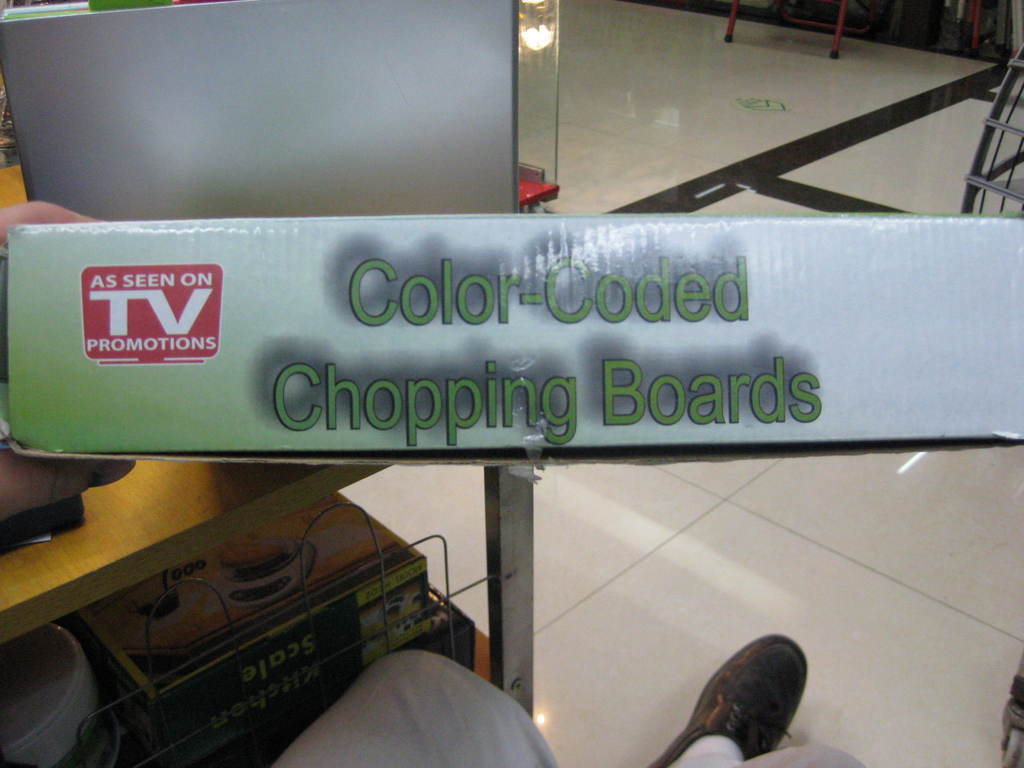 AS SEEN ON
TV
PROMOTIONS
Color-Coded
Chopping Boards
Kitchen
Scale